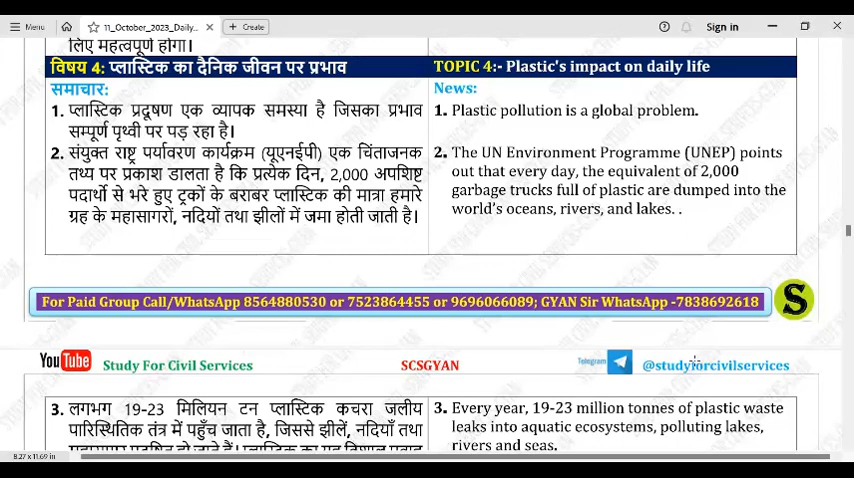 Menu
11_October_2023_Daily...
Create
Sign in
लिए महत्वपूर्ण होगा।
विषय 4: प्लास्टिक का दैनिक जीवन पर प्रभाव
TOPIC 4:- Plastic's impact on daily life
समाचार:
News:
1. प्लास्टिक प्रदूषण एक व्यापक समस्या है जिसका प्रभाव
सम्पूर्ण पृथ्वी पर पड़ रहा है।
2. संयुक्त राष्ट्र पर्यावरण कार्यक्रम (यूएनईपी) एक चिंताजनक
तथ्य पर प्रकाश डालता है कि प्रत्येक दिन, 2,000 अपशिष्ट
पदार्थो से भरे हुए ट्रकों के बराबर प्लास्टिक की मात्रा हमारे
ग्रह के महासागरों, नदियों तथा झीलों में जमा होती जाती है।
1. Plastic pollution is a global problem.
2. The UN Environment Programme (UNEP) points
out that every day, the equivalent of 2,000
garbage trucks full of plastic are dumped into the
world's oceans, rivers, and lakes. .
For Paid Group Call/WhatsApp 8564880530 or 7523864455 or 9696066089; GYAN Sir WhatsApp -7838692618
S
YouTube
Study For Civil Services
SCSGYAN
Telegram
@studyforcivilservices
3. लगभग 19-23 मिलियन टन प्लास्टिक कचरा जलीय
पारिस्थितिक तंत्र में पहुँच जाता है, जिससे झीलें, नदियाँ तथा
3. Every year, 19-23 million tonnes of plastic waste
leaks into aquatic ecosystems, polluting lakes,
rivers and seas.
8.27 x 11.69 in